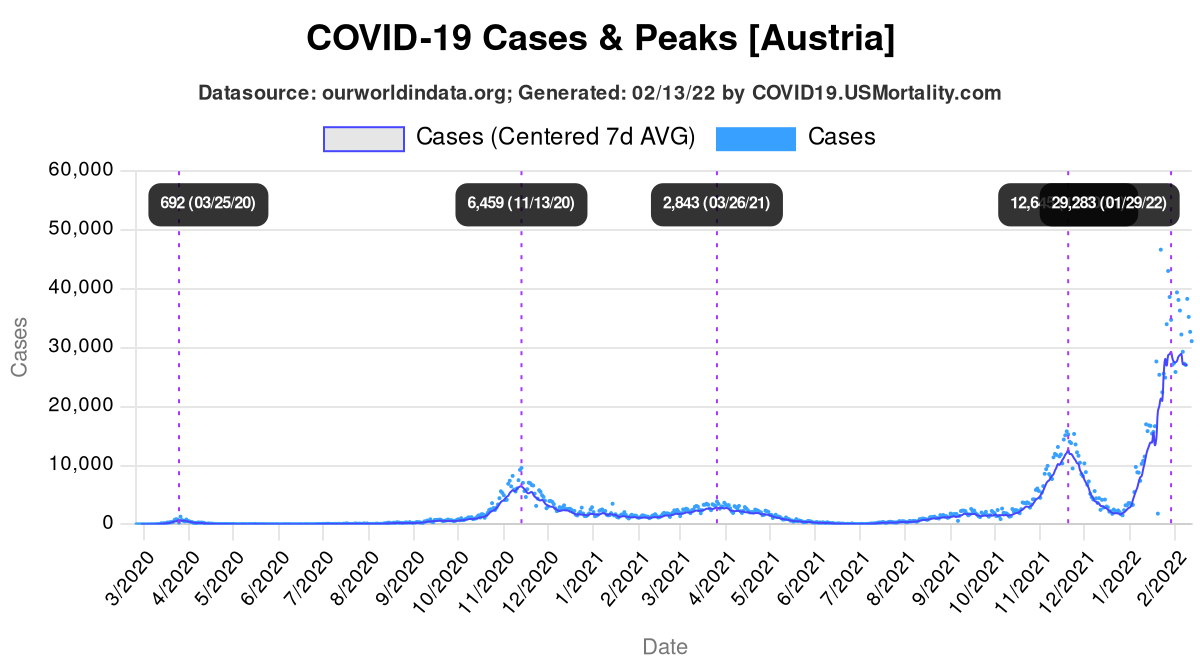 COVID-19 Cases & Peaks [Austria]
Datasource: ourworldindata.org; Generated: 02/13/22 by COVID19.USMortality.com
Cases (Centered 7d AVG) Cases
60,000
692 (03/25/20) 6,459 (11/13/20) 2,843 (03/26/21) 29,283 (01/29/22)
50,000
40,000
30,000
20,000
10,000
0
Cases
3/2020 4/2020 5/2020 6/2020 7/2020 8/2020 9/2020 10/2020 11/2020 12/2020 1/2021 2/2021 3/2021 4/2021 5/2021 6/2021 7/2021 8/2021 9/2021 10/2021 11/2021 12/2021 1/2022 2/2022
Date